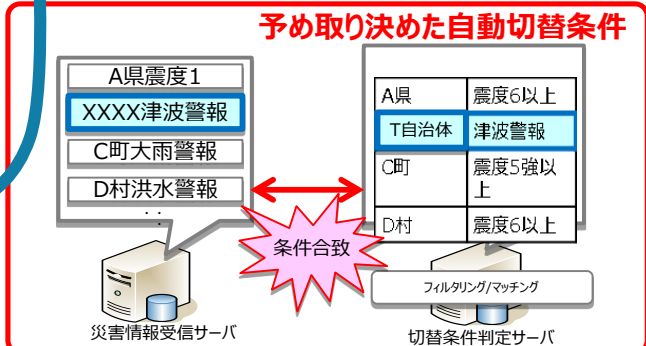 予め取り決めた自動切替条件
A県震度1
XXXX津波警報
C町大雨警報
D村洪水警報
: :
災害情報受信サーバ
条件合致
A県 震度6以上
T自治体 津波警報
C町 震度5強以
上
D村 震度6以上
フィルタリング/マッチング
切替条件判定サーバ